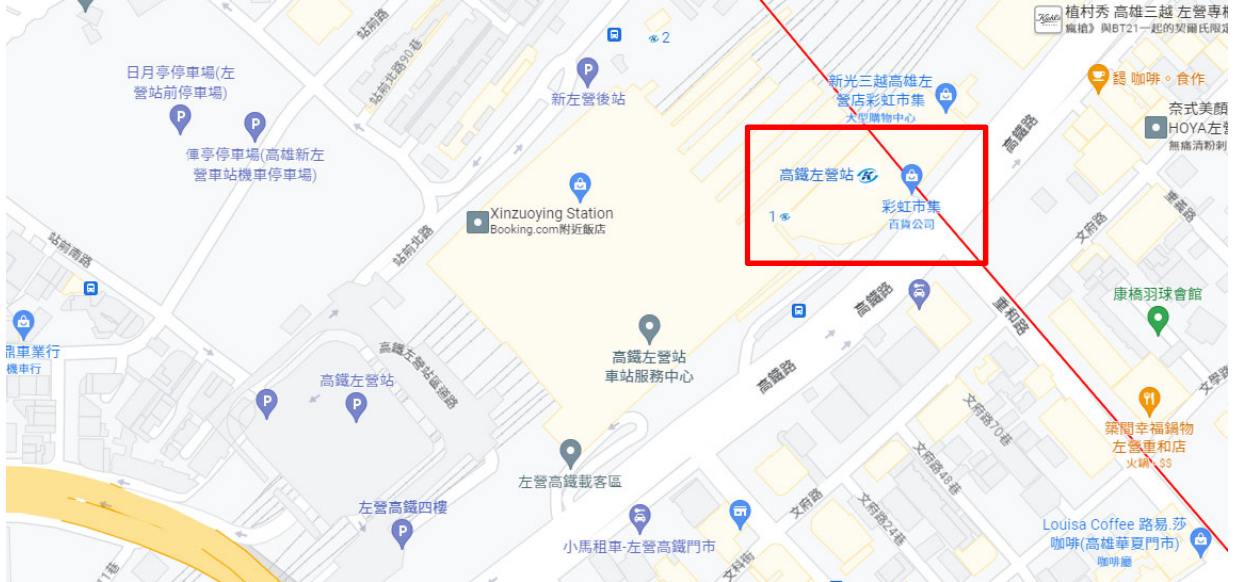 植村秀 高雄三越 左營專
瘋搶》與BT21一起的契爾氏限定
Kiehl's
站前路
站前北路90巷
2
日月亭停車場(左
營站前停車場)
新左營後站
新光三越高雄左
營店彩虹市集
大型購物中心
咖啡。食作
奈式美顏
HOYA左營
無痛清粉刺
俥亭停車場(高雄新左
營車站機車停車場)
高鐵路
高鐵左營站
彩虹市集
百貨公司
1
Xinzuoying Station
Booking.com附近飯店
重義路
文府路
站前北路
站前南路
康橋羽球會館
高鐵路
重和路
車業行
機車行
高鐵左營站
車站服務中心
高鐵左營站區通路
高鐵左營站
高鐵路
文學路
文府路70巷
築間幸福鍋物
左營重和店
火鍋·$$
左營高鐵載客區
文府路48巷
左營高鐵四樓
文府路
文府路24巷
小馬租車-左營高鐵門市
Louisa Coffee 路易.莎
咖啡(高雄華夏門市)
咖啡廳
文科街
11巷